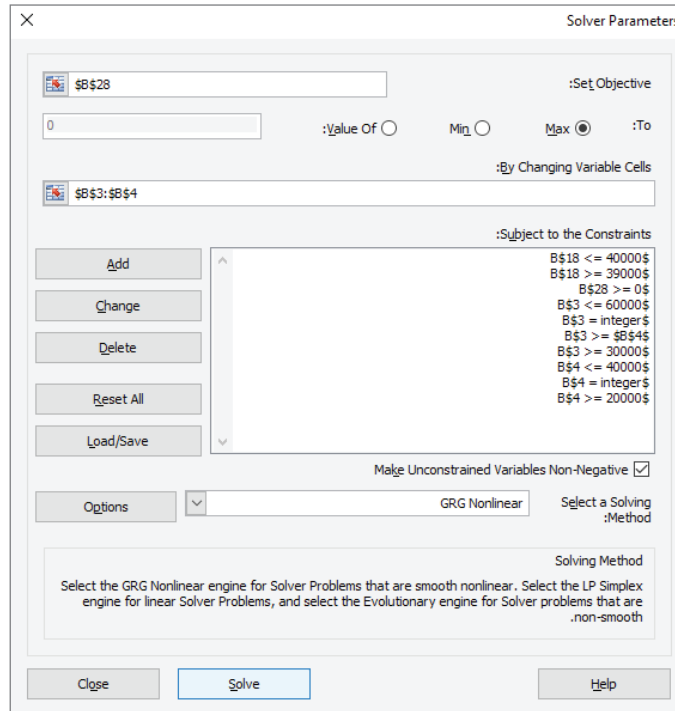 Solver Parameters
:Set Objective
$B$28
:To
Max
Min
:Value Of
0
:By Changing Variable Cells
$B$3:$B$4
:Subject to the Constraints
B$18 <= 40000$
B$18 >= 39000$
B$28 >= 0$
B$3 <= 60000$
B$3 = integer$
B$3 >= $B$4$
B$3 >= 30000$
B$4 <= 40000$
B$4 = integer$
B$4 >= 20000$
Add
Change
Delete
Reset All
Load/Save
Make Unconstrained Variables Non-Negative
Select a Solving
:Method
GRG Nonlinear
Options
Solving Method
Select the GRG Nonlinear engine for Solver Problems that are smooth nonlinear. Select the LP Simplex
engine for linear Solver Problems, and select the Evolutionary engine for Solver problems that are
.non-smooth
Help
Solve
Close